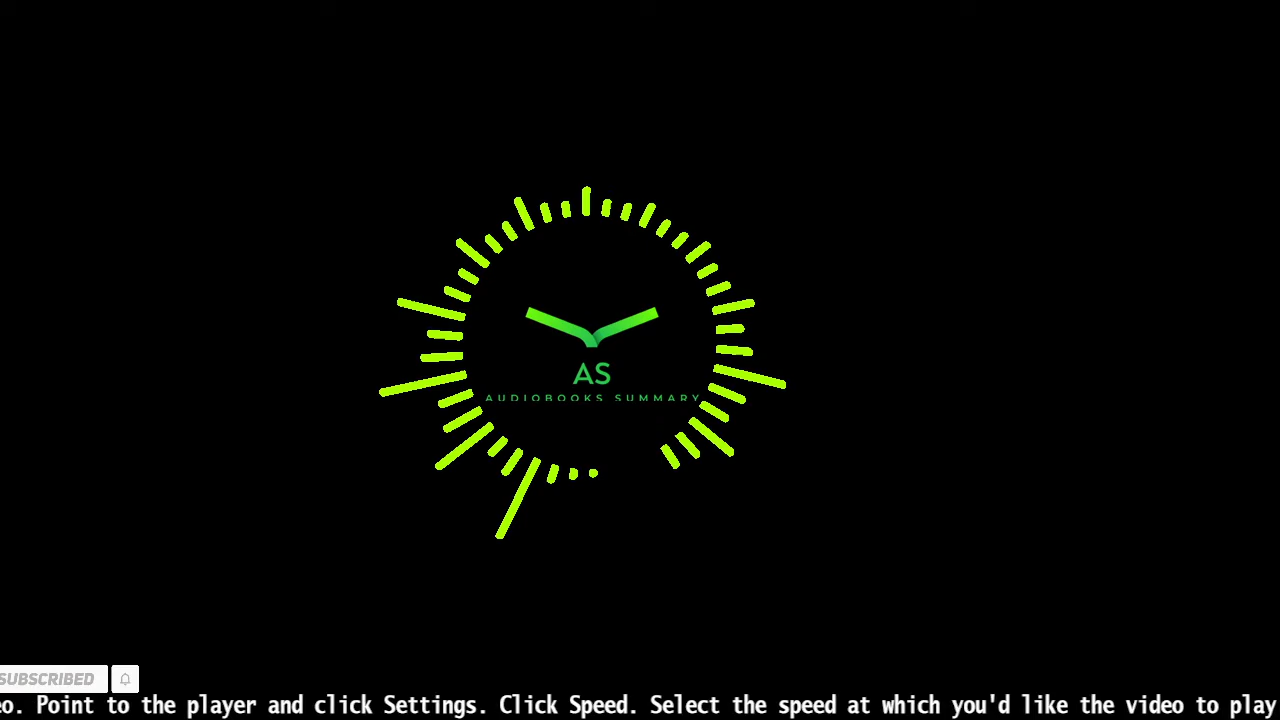 AS
AUDIOBOOKS SUMMARY
SUBSCRIBED
. Point to the player and click Settings. Click Speed. Select the speed at which you'd like the video to play